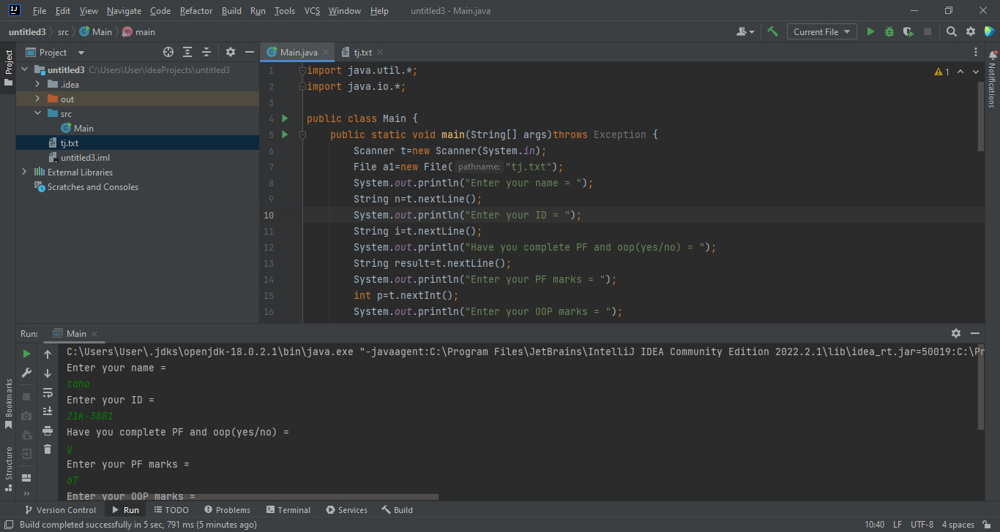 File Edit View Navigate Code Refactor Build Run Tools VCS Window Help untitled3 - Main.java
untitled3 src Main main Current File
Project
Main.java tj.txt
untitled3 C:\Users\User\IdeaProjects\untitled3
.idea
out
src
Main
tj.txt
untitled3.iml
External Libraries
Scratches and Consoles
1 import java.util.*;
2 import java.io.*;
3
4 public class Main {
5 public static void main(String[] args)throws Exception {
6 Scanner t=new Scanner(System.in);
7 File a1=new File( pathname: "tj.txt");
8 System.out.println("Enter your name = ");
9 String n=t.nextLine();
10 System.out.println("Enter your ID = ");
11 String i=t.nextLine();
12 System.out.println("Have you complete PF and oop(yes/no) = ");
13 String result=t.nextLine();
14 System.out.println("Enter your PF marks = ");
15 int p=t.nextInt();
16 System.out.println("Enter your OOP marks = ");
1
Project
Notifications
Run: Main
C:\Users\User\.jdks\openjdk-18.0.2.1\bin\java.exe "-javaagent:C:\Program Files\JetBrains\IntelliJ IDEA Community Edition 2022.2.1\lib\idea_rt.jar=50019:C:\Pr
Enter your name =
taha
Enter your ID =
21k-3881
Have you complete PF and oop(yes/no) =
y
Enter your PF marks =
67
Enter your OOP marks =
Bookmarks
Structure
Version Control Run TODO Problems Terminal Services Build
Build completed successfully in 5 sec, 791 ms (5 minutes ago) 10:40 LF UTF-8 4 spaces